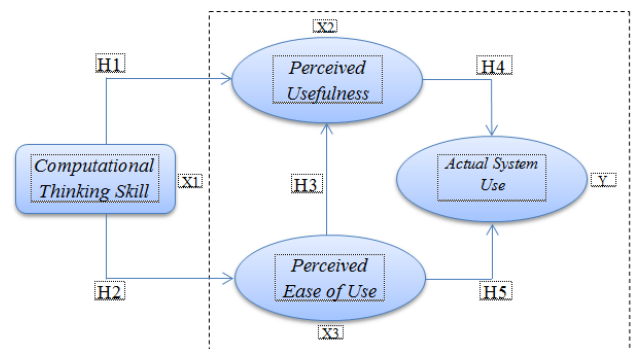 X2
H1
Perceived
Usefulness
H4
Computational
Thinking Skill
X1
H3
Actual System
Use
Y
H2
Perceived
Ease of Use
H5
X3